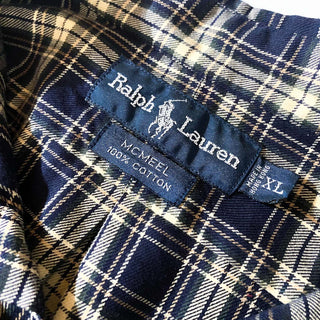 Ralph Lauren
MCMEEL
100% COTTON
XL